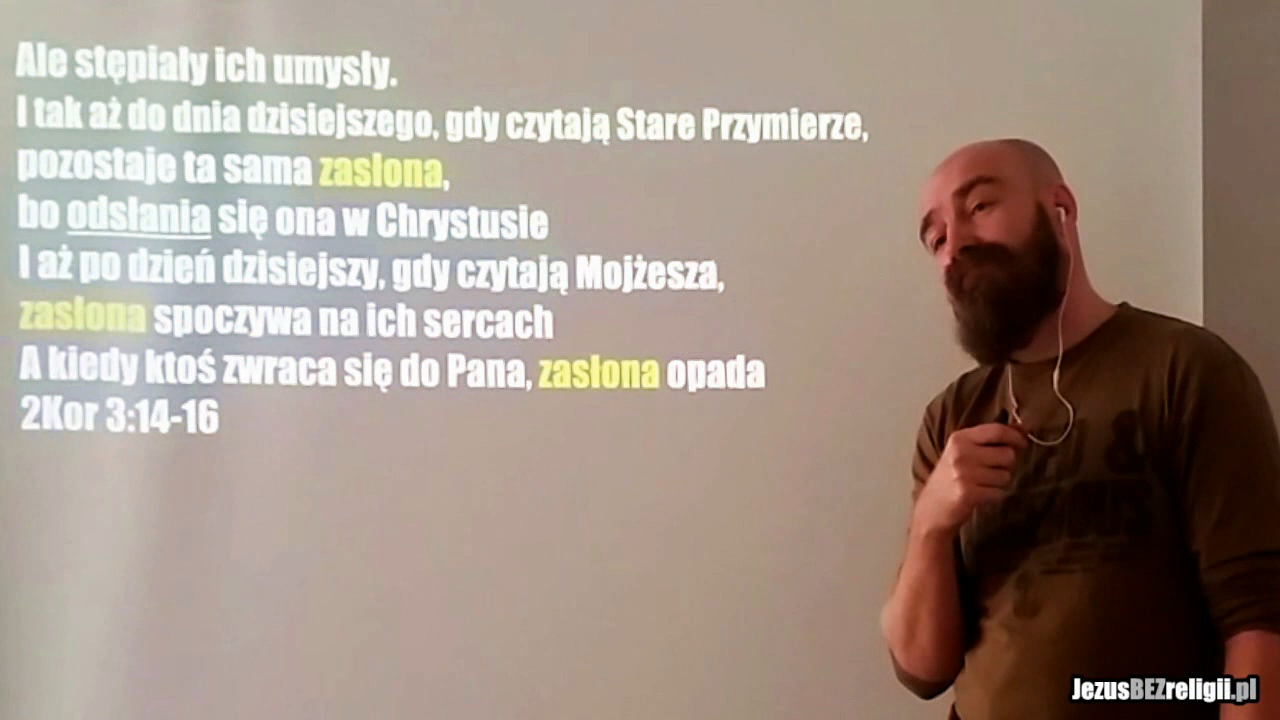 Ale stępiały ich umysły.
I tak aż do dnia dzisiejszego, gdy czytają Stare Przymierze,
pozostaje ta sama zasłona,
bo odsłania się ona w Chrystusie
I aż po dzień dzisiejszy, gdy czytają Mojżesza,
zasłona spoczywa na ich sercach
A kiedy ktoś zwraca się do Pana, zasłona opada
2Kor 3:14-16
JezusBEZreligii.pl